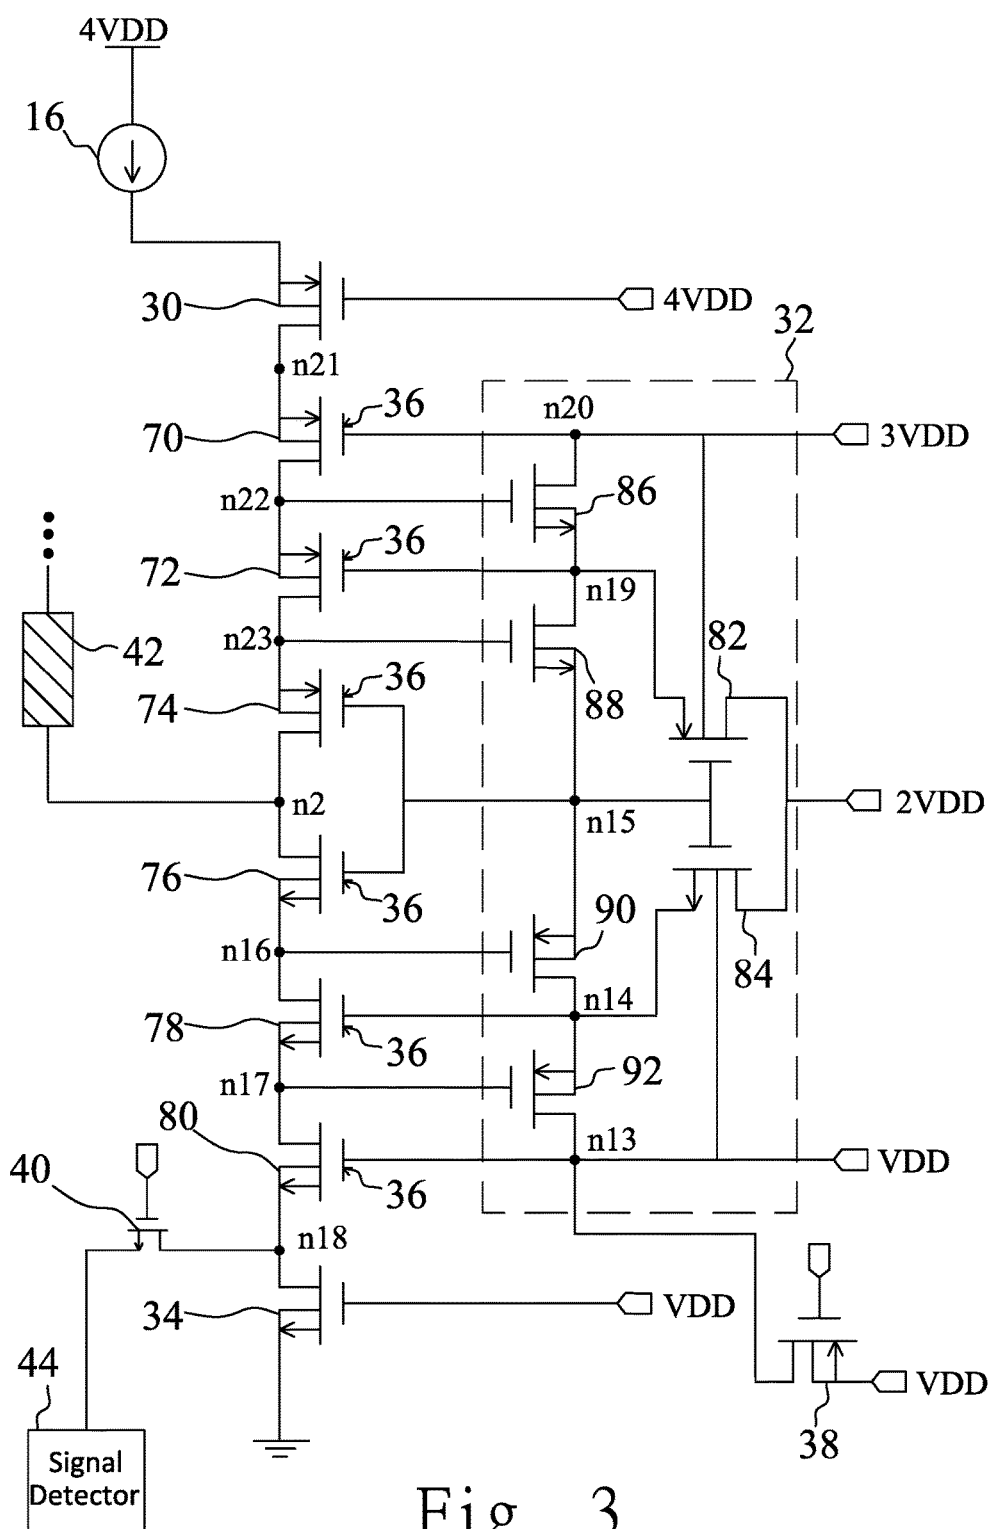 4VDD
16
30
4VDD
32
n21
36
n20
70
3VDD
n22
86
36
72
n19
n23
82
42
36
74
88
n2
n15
2VDD
76
36
90
n16
84
n14
78
36
92
n17
80
n13
40
VDD
36
n18
34
VDD
44
VDD
38
Signal
Detector
Fig. 3